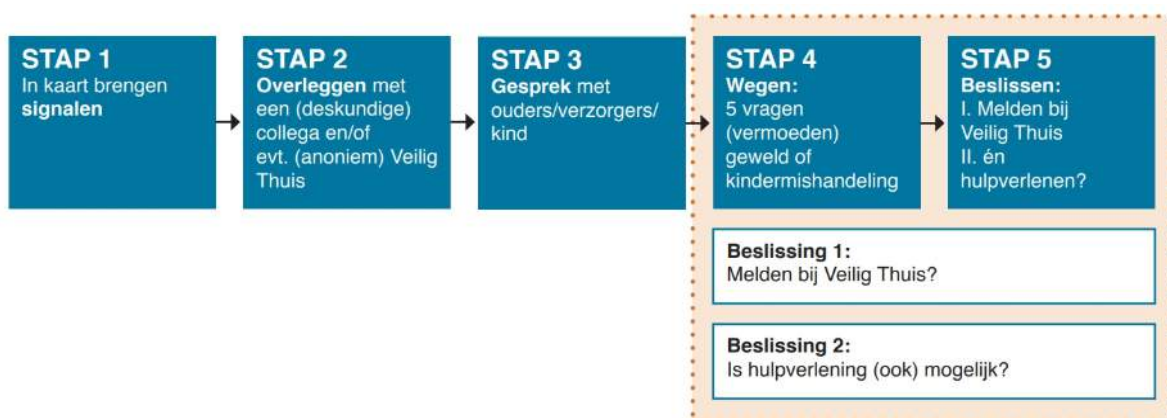 STAP 1
In kaart brengen
signalen
STAP 2
Overleggen met
een (deskundige)
collega en/of
evt. (anoniem) Veilig
Thuis
STAP 3
Gesprek met
ouders/verzorgers/
kind
STAP 4
Wegen:
5 vragen
(vermoeden)
geweld of
kindermishandeling
STAP 5
Beslissen:
I. Melden bij
Veilig Thuis
II. én
hulpverlenen?
Beslissing 1:
Melden bij Veilig Thuis?
Beslissing 2:
Is hulpverlening (ook) mogelijk?